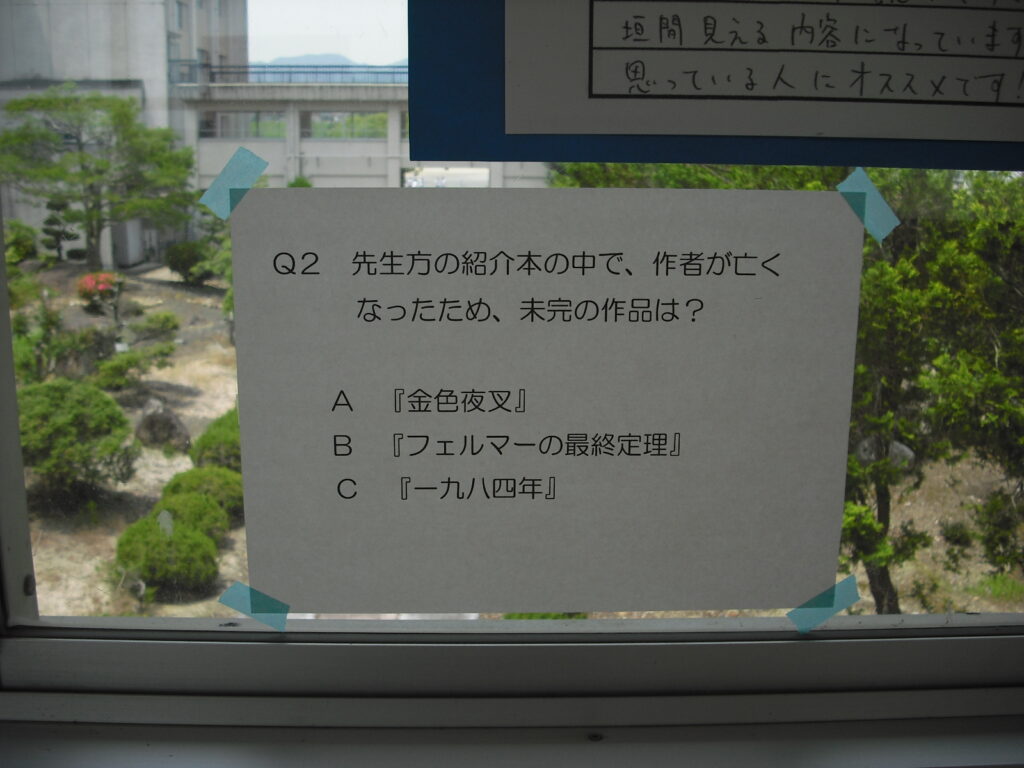 垣間見える内容になっています
思っている人にオススメです!
Q2 先生方の紹介本の中で、作者が亡く
なったため、未完の作品は?
A 『金色夜叉』
B 『フェルマーの最終定理』
C 『一九八四年』